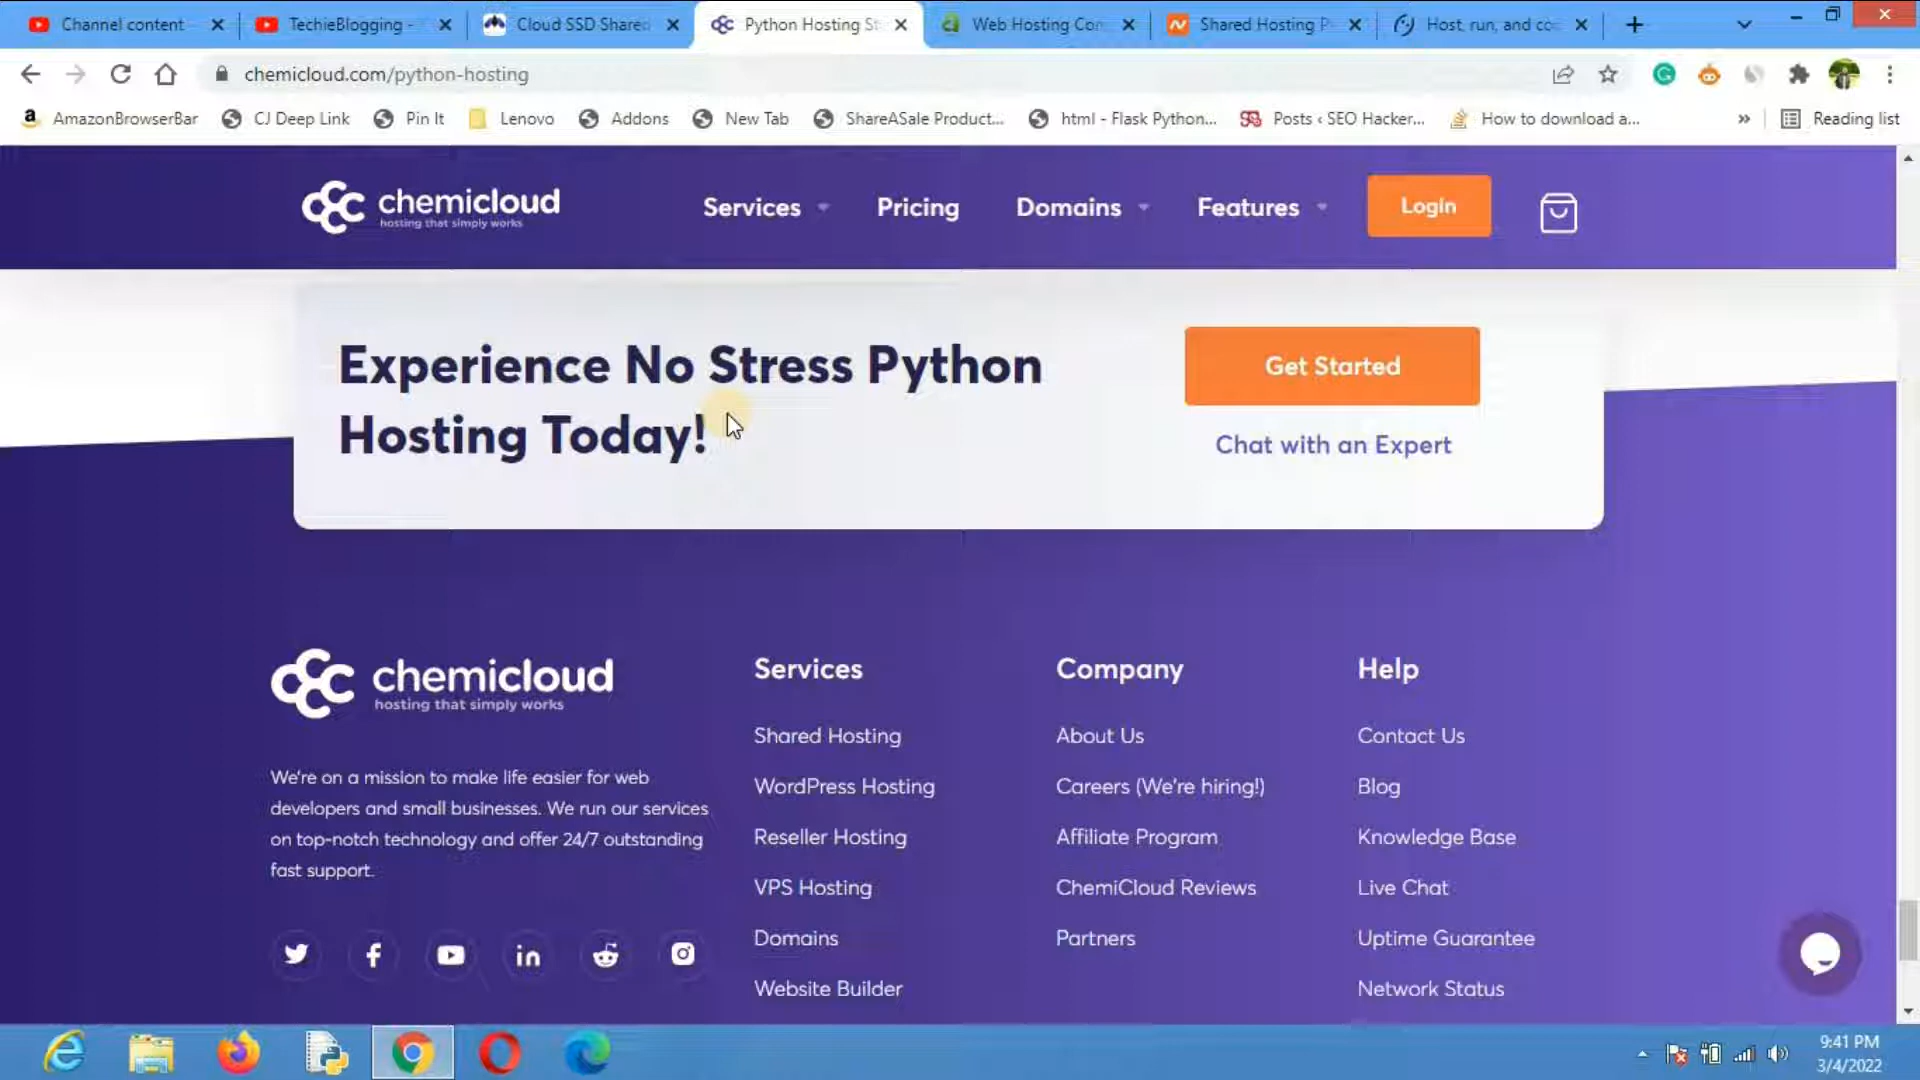 Channel content
TechieBlogging -
Cloud SSD Shared
Python Hosting St
Web Hosting Con
Shared Hosting P
Host, run, and co
chemicloud.com/python-hosting
AmazonBrowserBar
CJ Deep Link
Pin It
Lenovo
Addons
New Tab
ShareASale Product...
html - Flask Python...
Posts ‹ SEO Hacker...
How to download a...
»
Reading list
chemicloud
hosting that simply works
Services
Pricing
Domains
Features
Login
Experience No Stress Python
Hosting Today!
Get Started
Chat with an Expert
chemicloud
hosting that simply works
We're on a mission to make life easier for web
developers and small businesses. We run our services
on top-notch technology and offer 24/7 outstanding
fast support.
Services
Shared Hosting
WordPress Hosting
Reseller Hosting
VPS Hosting
Domains
Website Builder
Company
About Us
Careers (We're hiring!)
Affiliate Program
ChemiCloud Reviews
Partners
Help
Contact Us
Blog
Knowledge Base
Live Chat
Uptime Guarantee
Network Status
9:41 PM
3/4/2022